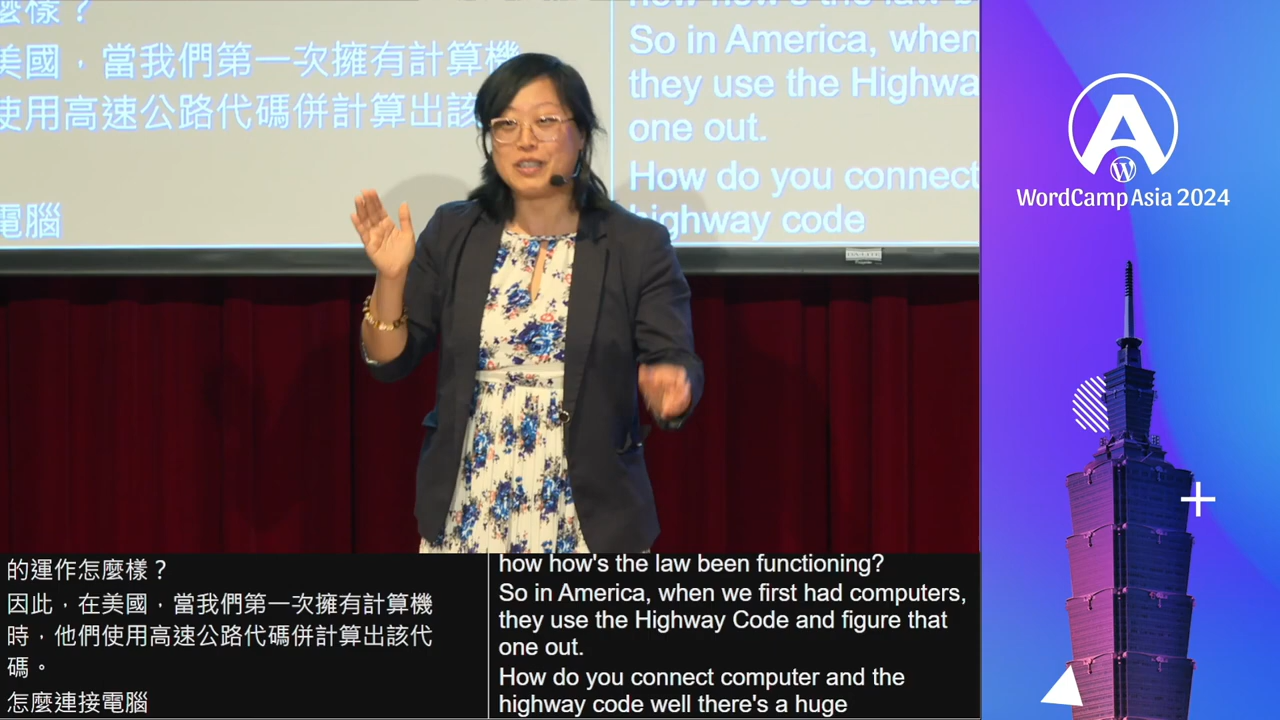 麼樣？
美國，當我們第一次擁有計算機
使用高速公路代碼併計算出該
電腦
how how's the law b
So in America, when
they use the Highwa
one out.
How do you connect
highway code
WordCamp Asia 2024
的運作怎麼樣？
因此，在美國，當我們第一次擁有計算機
時，他們使用高速公路代碼併計算出該代
碼。
怎麼連接電腦
how how's the law been functioning?
So in America, when we first had computers,
they use the Highway Code and figure that
one out.
How do you connect computer and the
highway code well there's a huge